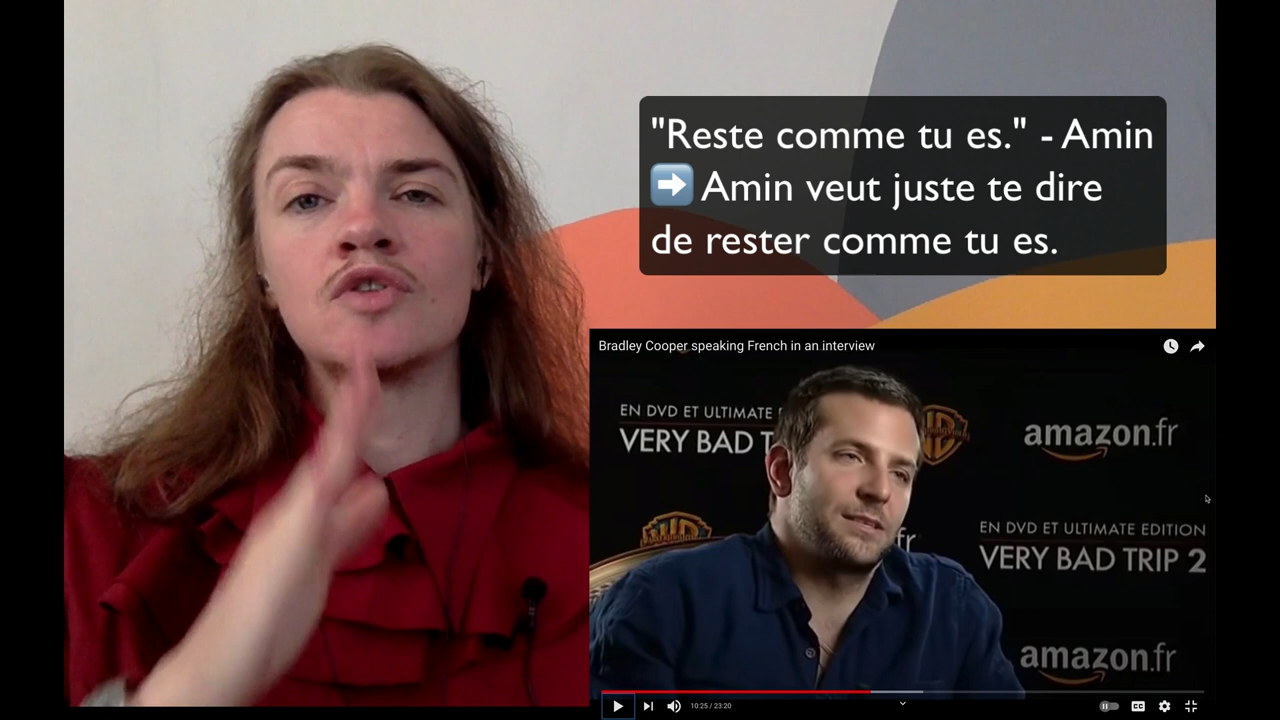 "Reste comme tu es." - Amin
➡️ Amin veut juste te dire
de rester comme tu es.
Bradley Cooper speaking French in an interview
EN DVD ET ULTIMATE
VERY BAD T
amazon.fr
fr
EN DVD ET ULTIMATE EDITION
VERY BAD TRIP 2
amazon.fr
10:25 / 23:20
CC